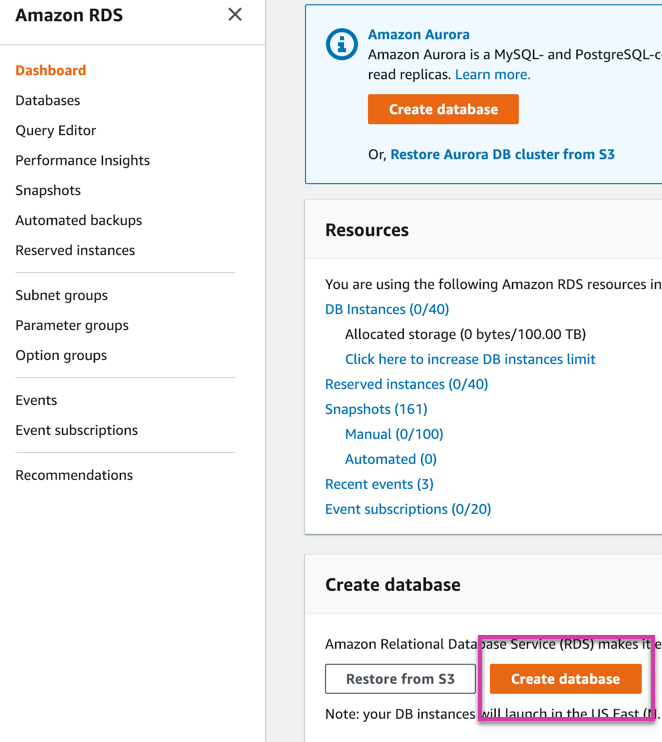 Amazon RDS
Dashboard
Databases
Query Editor
Performance Insights
Snapshots
Automated backups
Reserved instances
Subnet groups
Parameter groups
Option groups
Events
Event subscriptions
Recommendations
Amazon Aurora
Amazon Aurora is a MySQL- and PostgreSQL-c
read replicas. Learn more.
Create database
Or, Restore Aurora DB cluster from S3
Resources
You are using the following Amazon RDS resources in
DB Instances (0/40)
Allocated storage (0 bytes/100.00 TB)
Click here to increase DB instances limit
Reserved instances (0/40)
Snapshots (161)
Manual (0/100)
Automated (0)
Recent events (3)
Event subscriptions (0/20)
Create database
Amazon Relational Database Service (RDS) makes it e
Restore from S3
Create database
Note: your DB instances will launch in the US East (N.